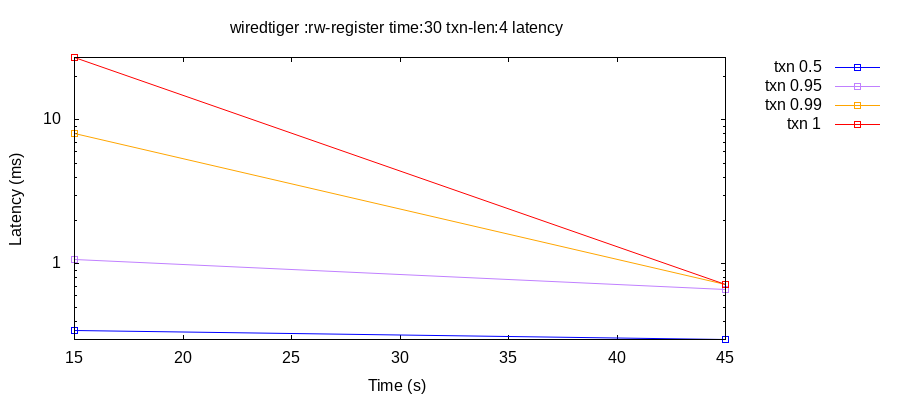 wiredtiger :rw-register time:30 txn-len:4 latency
txn 0.5
txn 0.95
txn 0.99
txn 1
10
1
Latency (ms)
15 20 25 30 35 40 45
Time (s)